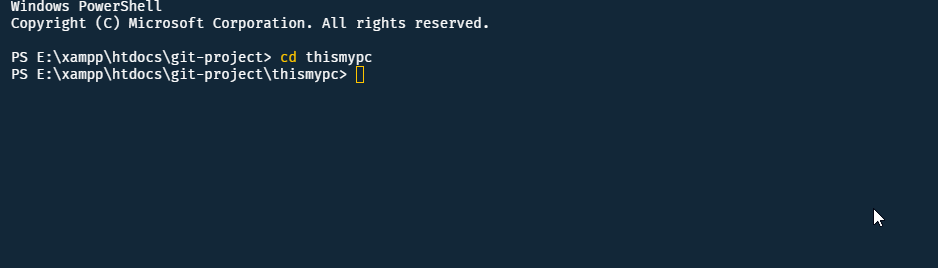 Windows PowerShell
Copyright (C) Microsoft Corporation. All rights reserved.
PS E:\xampp\htdocs\git-project> cd thismypc
PS E:\xampp\htdocs\git-project\thismypc>